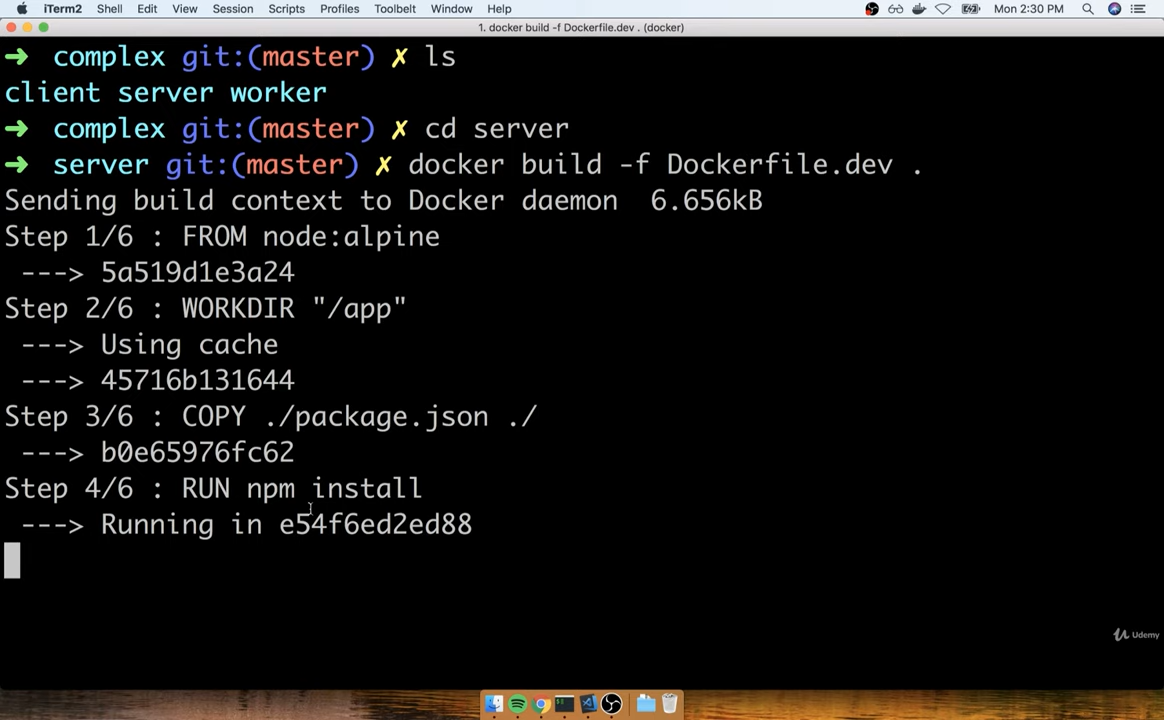 iTerm2 Shell Edit View Session Scripts Profiles Toolbelt Window Help Mon 2:30 PM
1. docker build -f Dockerfile.dev . (docker)
➜ complex git:(master) ✗ ls
client server worker
➜ complex git:(master) ✗ cd server
➜ server git:(master) ✗ docker build -f Dockerfile.dev .
Sending build context to Docker daemon 6.656kB
Step 1/6 : FROM node:alpine
---> 5a519d1e3a24
Step 2/6 : WORKDIR "/app"
---> Using cache
---> 45716b131644
Step 3/6 : COPY ./package.json ./
---> b0e65976fc62
Step 4/6 : RUN npm install
---> Running in e54f6ed2ed88
Udemy